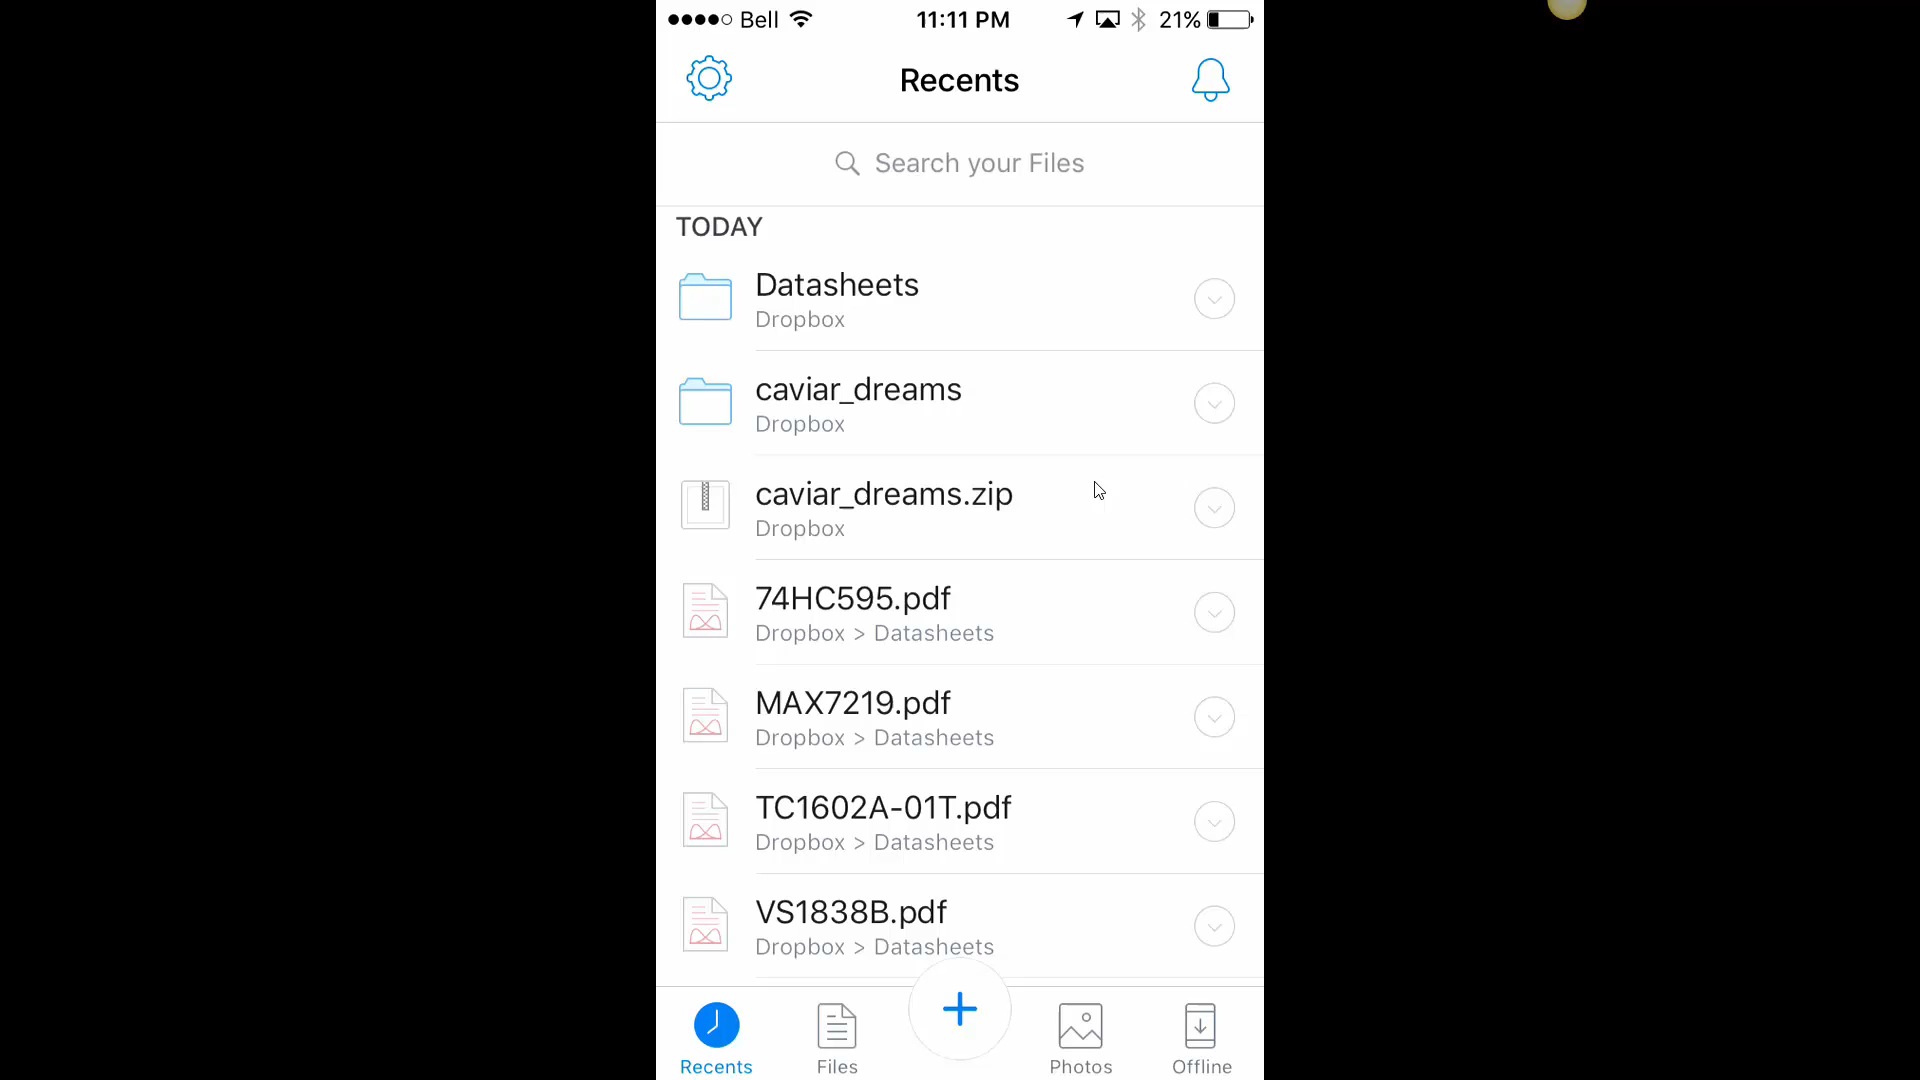 Bell 11:11 PM 21%
Recents
Search your Files
TODAY
Datasheets
Dropbox
caviar_dreams
Dropbox
caviar_dreams.zip
Dropbox
74HC595.pdf
Dropbox > Datasheets
MAX7219.pdf
Dropbox > Datasheets
TC1602A-01T.pdf
Dropbox > Datasheets
VS1838B.pdf
Dropbox > Datasheets
Recents Files Photos Offline